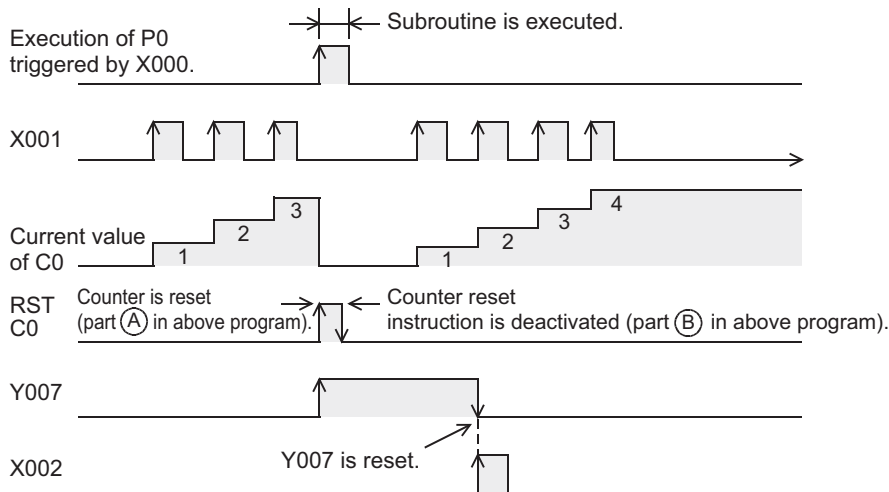 Subroutine is executed.
Execution of P0
triggered by X000.
X001
3
4
2
3
Current value
of C0
1
2
1
RST
C0
Counter is reset
(part Ⓐ in above program).
Counter reset
instruction is deactivated (part Ⓑ in above program).
Y007
Y007 is reset.
X002